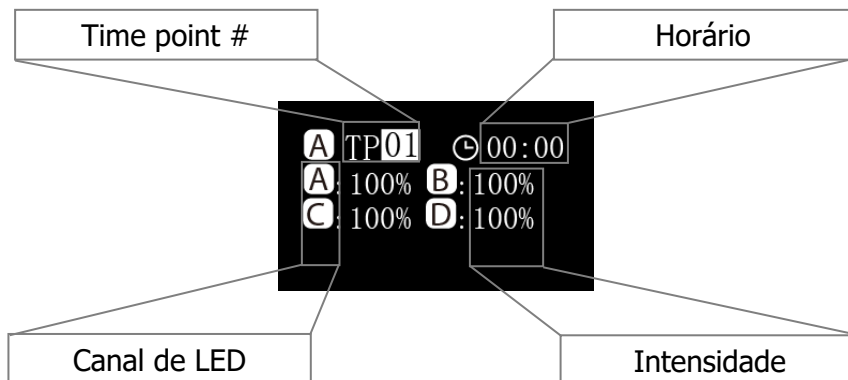 Time point #
Horário
A TP01 00:00
A: 100% B: 100%
C: 100% D: 100%
Canal de LED
Intensidade